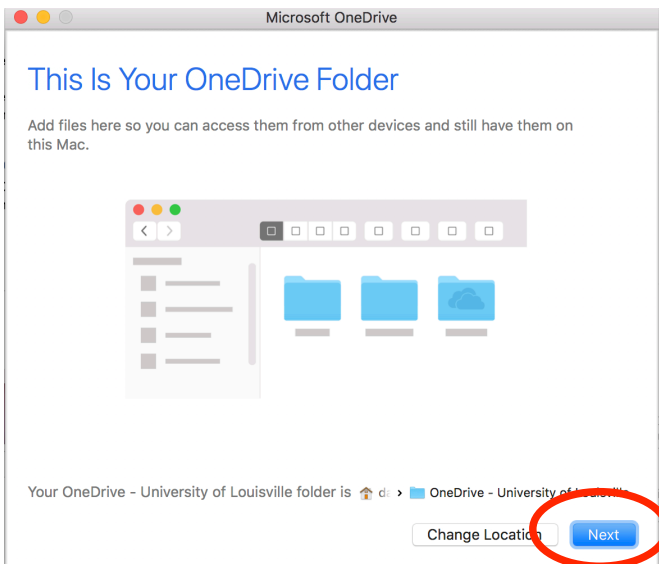 Microsoft OneDrive
This Is Your OneDrive Folder
Add files here so you can access them from other devices and still have them on
this Mac.
Your OneDrive - University of Louisville folder is › OneDrive - University of Louisville
Change Location Next